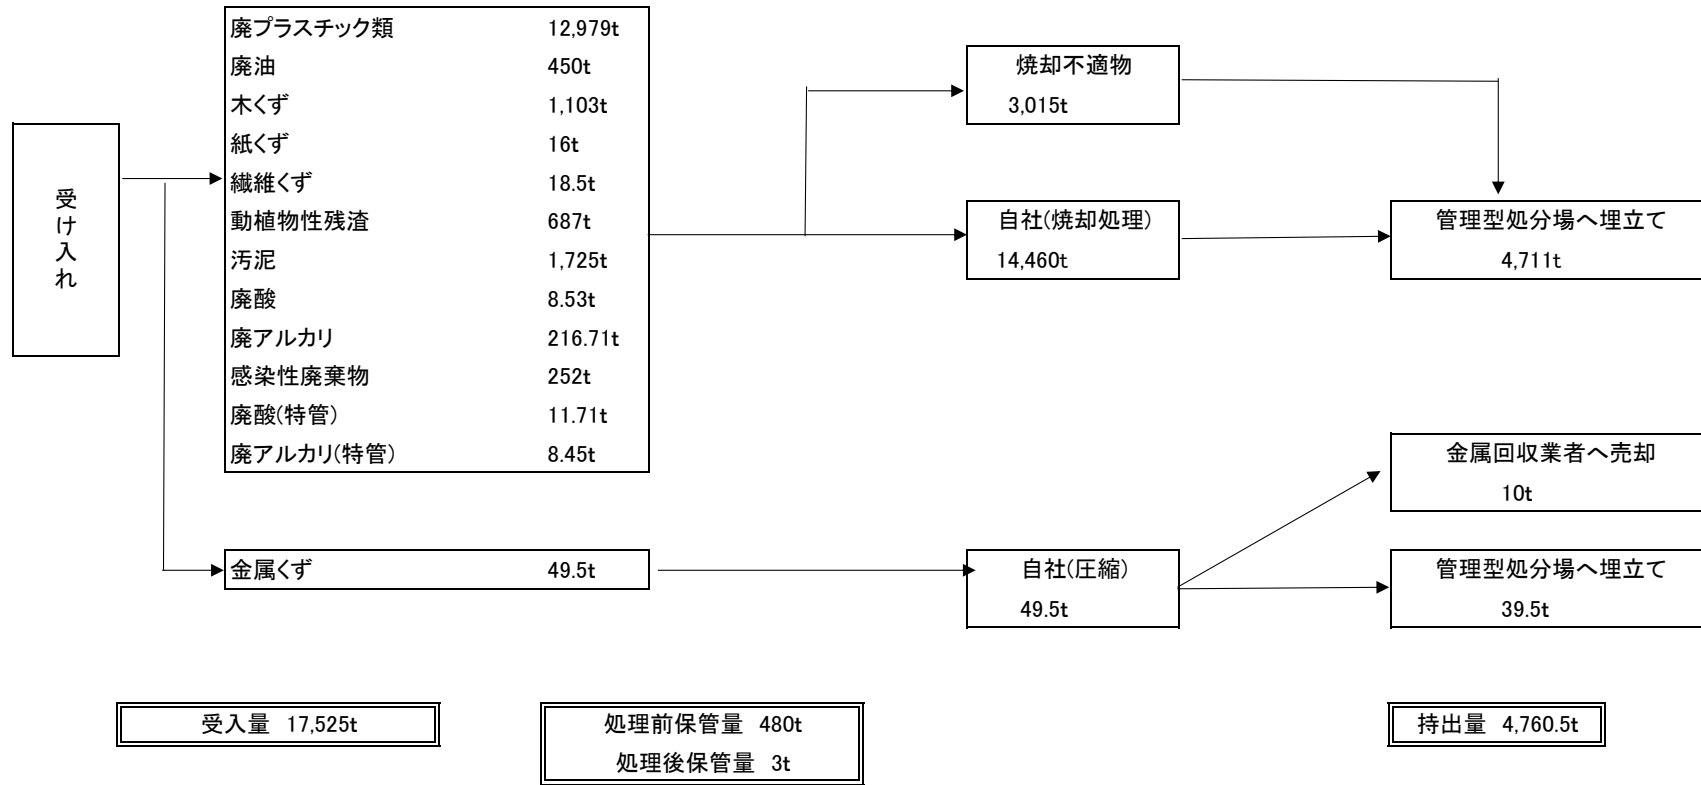 受け入れ
廃プラスチック類 12,979t
廃油 450t
木くず 1,103t
紙くず 16t
繊維くず 18.5t
動植物性残渣 687t
汚泥 1,725t
廃酸 8.53t
廃アルカリ 216.71t
感染性廃棄物 252t
廃酸(特管) 11.71t
廃アルカリ(特管) 8.45t
金属くず 49.5t
焼却不適物
3,015t
自社(焼却処理)
14,460t
自社(圧縮)
49.5t
管理型処分場へ埋立て
4,711t
金属回収業者へ売却
10t
管理型処分場へ埋立て
39.5t
受入量 17,525t
処理前保管量 480t
処理後保管量 3t
持出量 4,760.5t